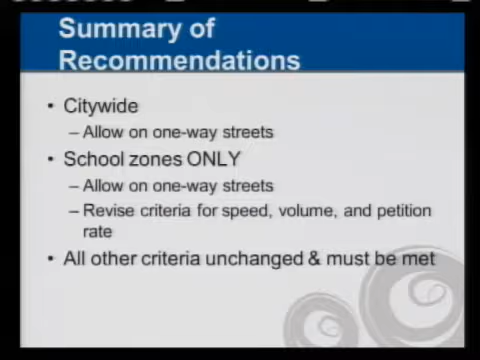 Summary of
Recommendations
• Citywide
– Allow on one-way streets
• School zones ONLY
– Allow on one-way streets
– Revise criteria for speed, volume, and petition
rate
• All other criteria unchanged & must be met